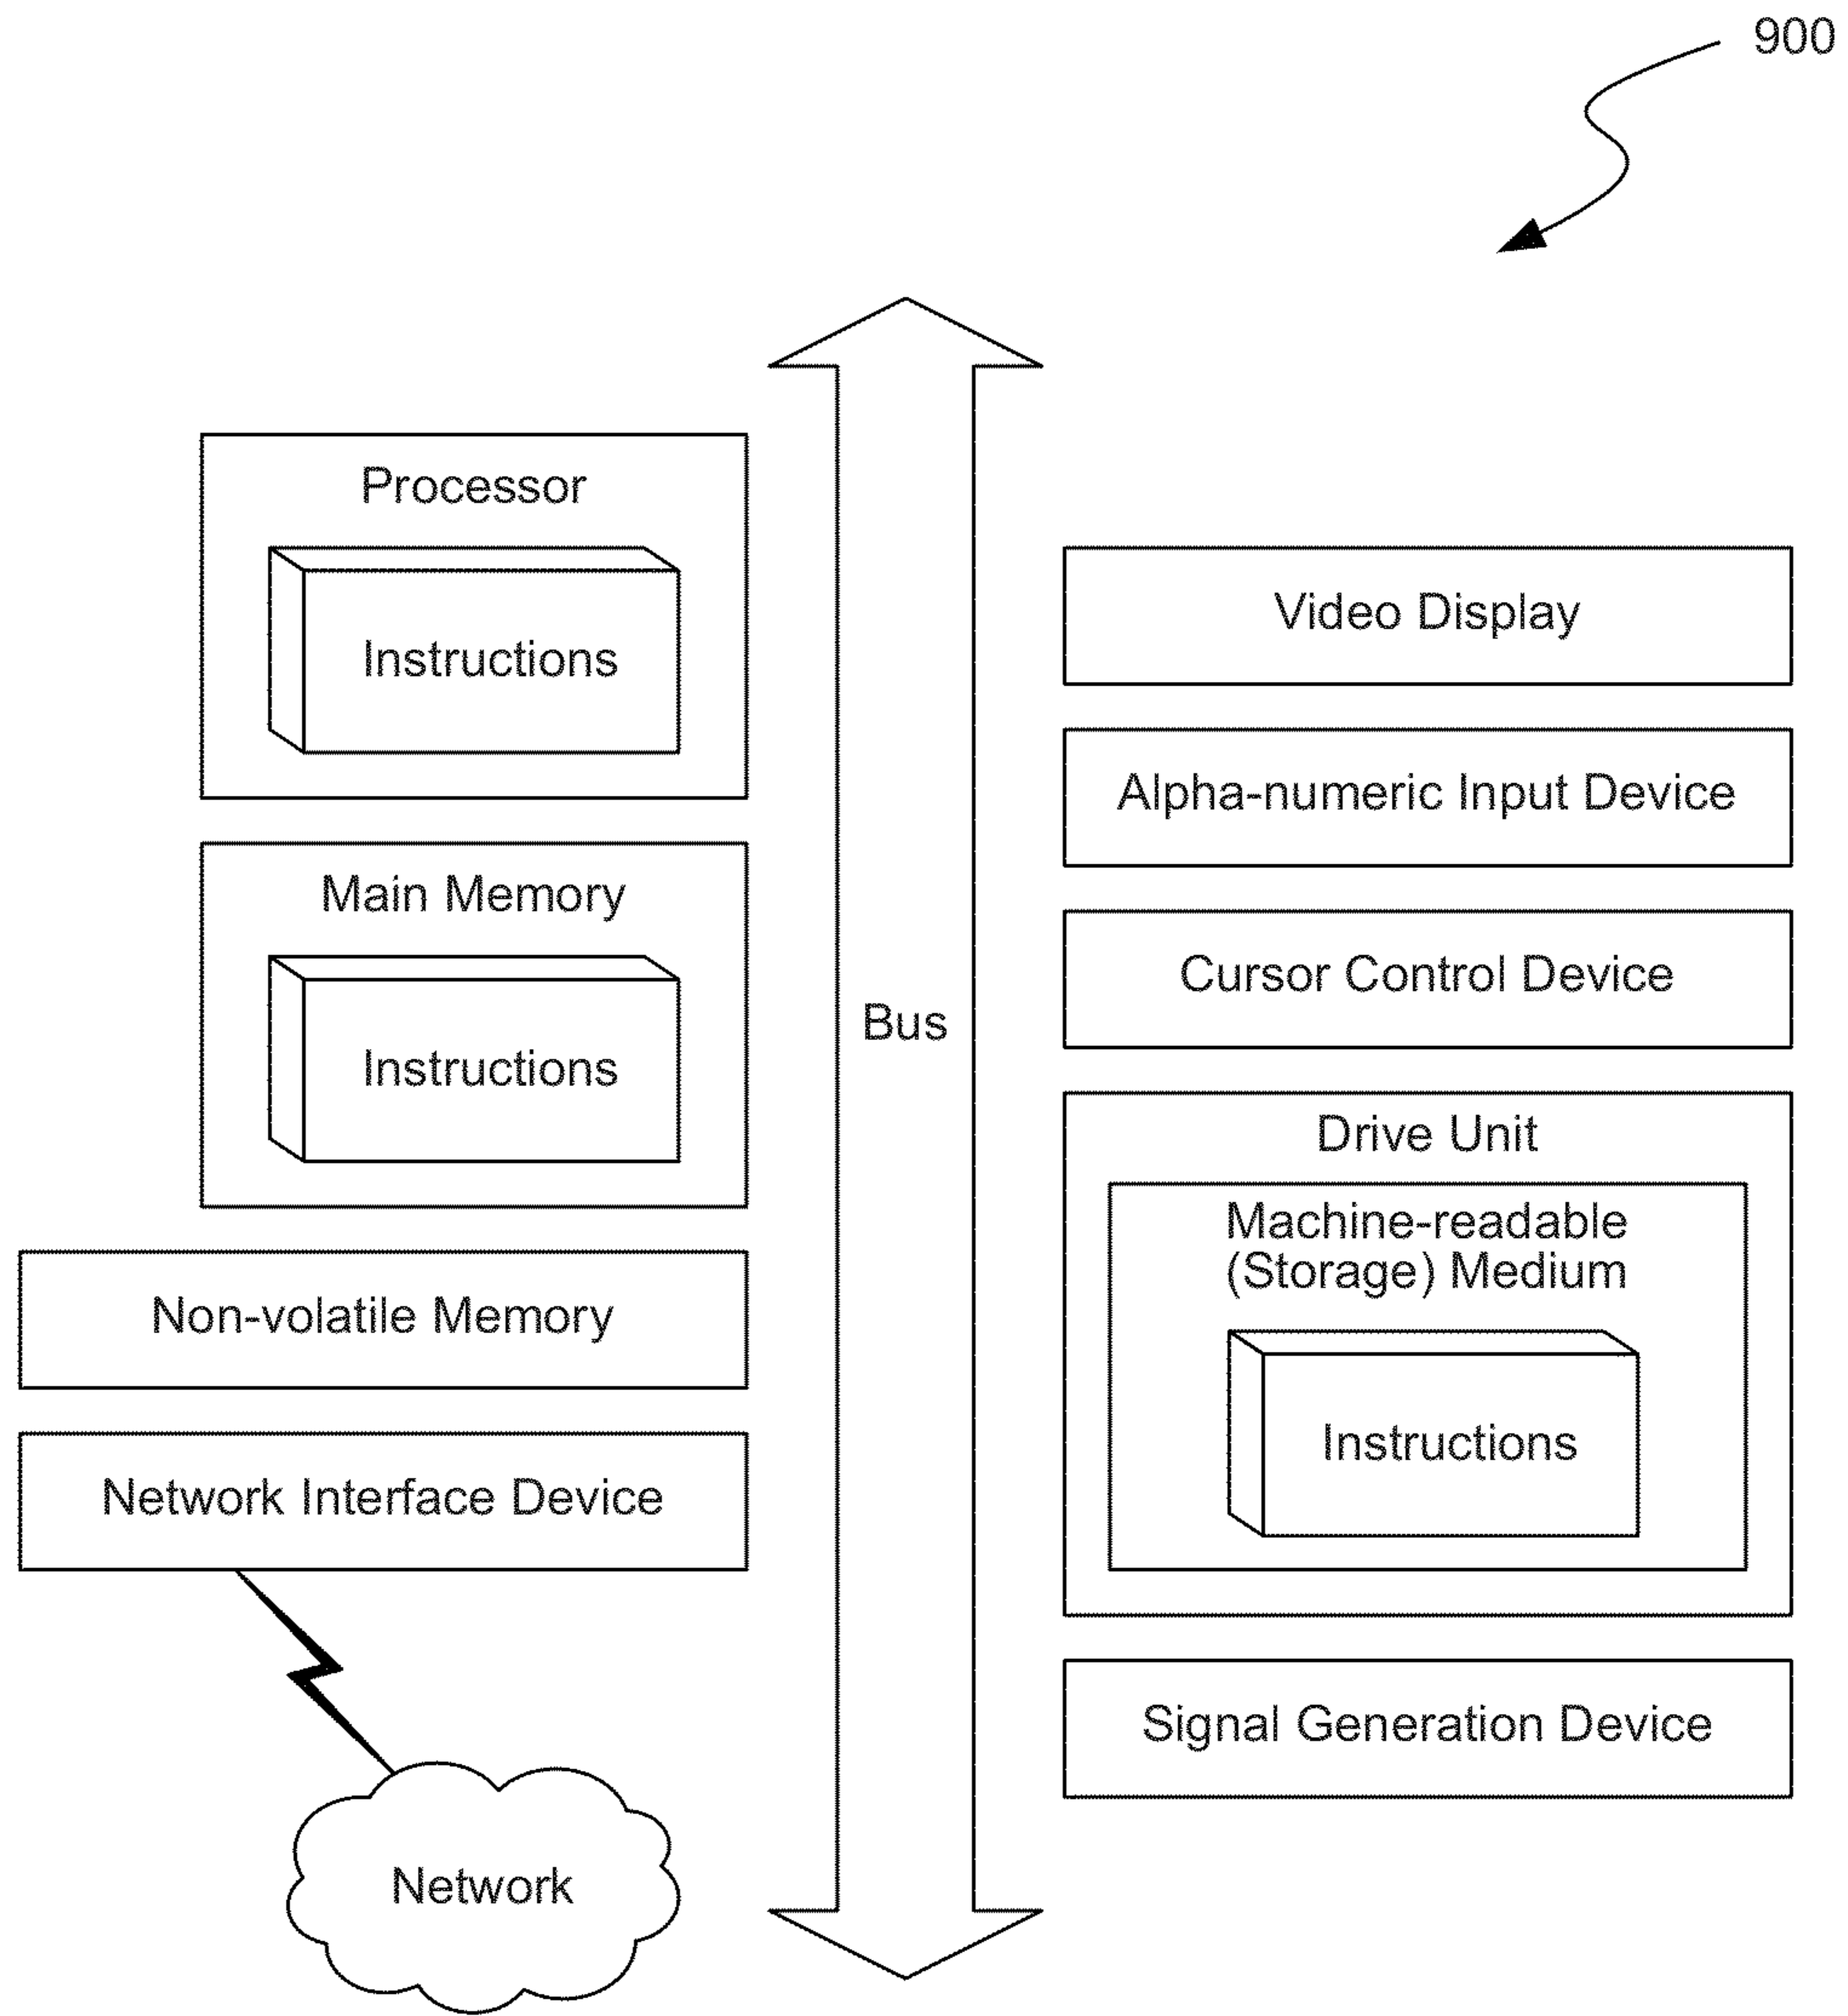 900
Processor
Instructions
Main Memory
Instructions
Non-volatile Memory
Network Interface Device
Network
Bus
Video Display
Alpha-numeric Input Device
Cursor Control Device
Drive Unit
Machine-readable
(Storage) Medium
Instructions
Signal Generation Device